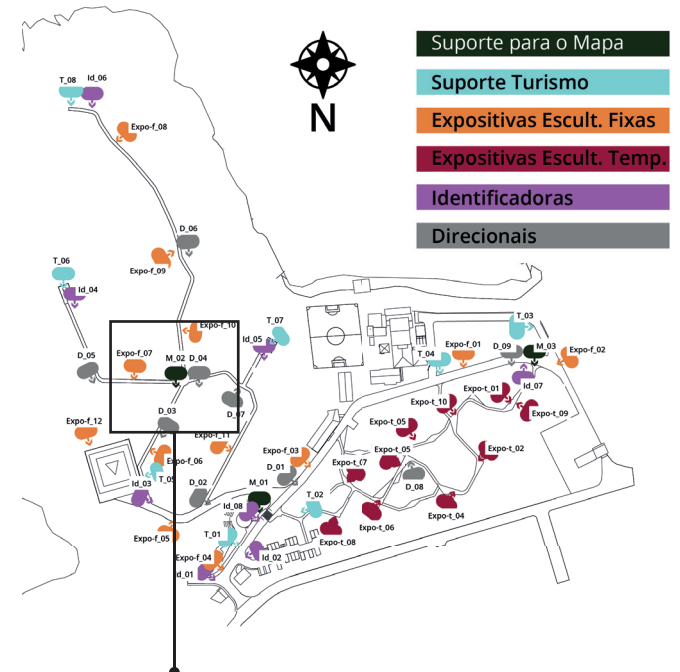 Suporte para o Mapa
Suporte Turismo
Expositivas Escult. Fixas
Expositivas Escult. Temp.
Identificadoras
Direcionais
N
T_08
Id_06
Expo-f_08
D_06
Expo-f_09
T_06
Id_04
Expo-f_10
T_07
Id_05
D_05
Expo-f_07
M_02
D_04
D_07
D_03
T_03
T_04
Expo-f_01
D_09
M_03
Expo-f_02
Id_07
Expo-t_01
Expo-t_10
Expo-t_09
Expo-t_05
Expo-t_02
Expo-f_12
Expo-f_11
Expo-f_03
Expo-f_06
T_05
D_01
Expo-t_07
Expo-t_05
D_08
Id_03
D_02
M_01
Id_08
T_02
Expo-t_04
Expo-t_06
Expo-t_08
Expo-f_05
T_01
Expo-f_04
Id_02
Id_01